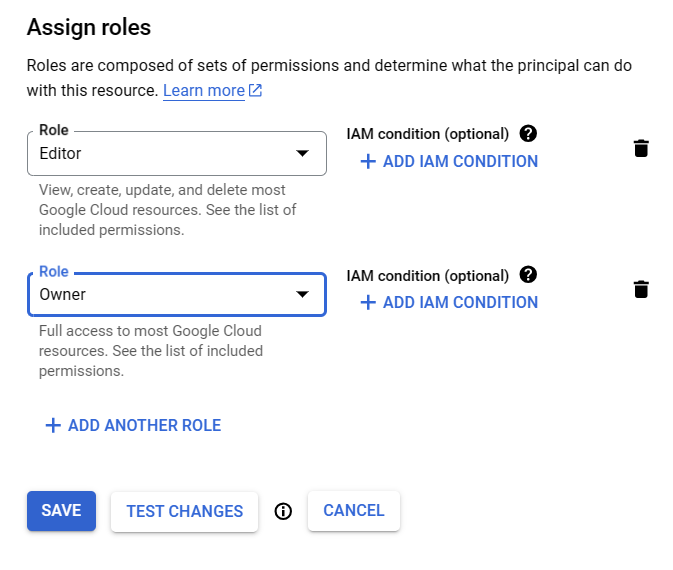 Assign roles
Roles are composed of sets of permissions and determine what the principal can do
with this resource. Learn more
Role
Editor
IAM condition (optional)
ADD IAM CONDITION
View, create, update, and delete most
Google Cloud resources. See the list of
included permissions.
Role
Owner
IAM condition (optional)
ADD IAM CONDITION
Full access to most Google Cloud
resources. See the list of included
permissions.
ADD ANOTHER ROLE
SAVE
TEST CHANGES
CANCEL